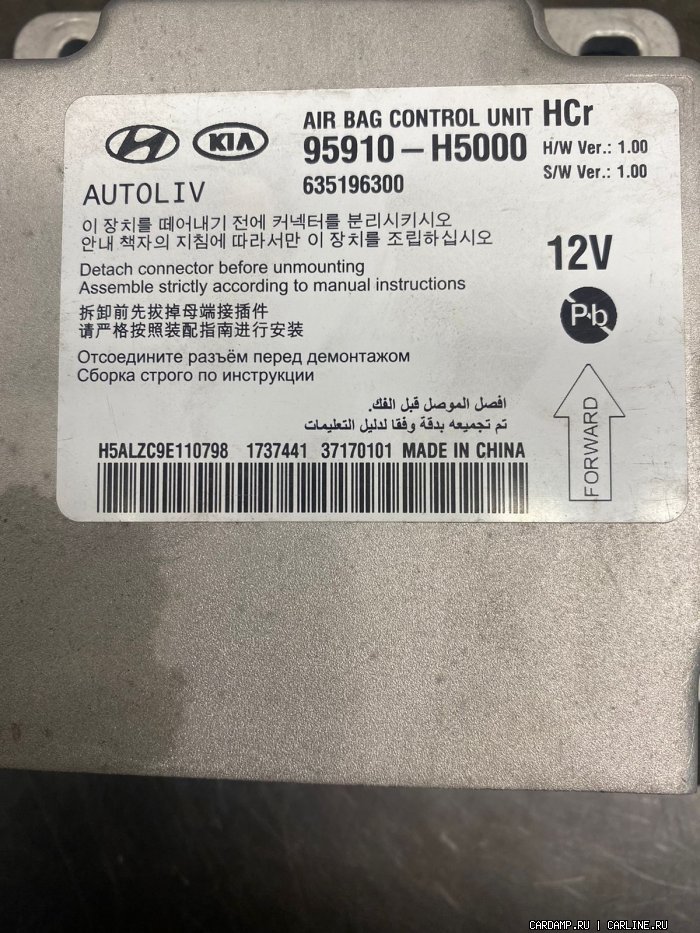 AIR BAG CONTROL UNIT HCr
KIA
95910-H5000
H/W Ver.: 1.00
S/W Ver.: 1.00
635196300
AUTOLIV
이 장치를 떼어내기 전에 커넥터를 분리시키시오
안내 책자의 지침에 따라서만 이 장치를 조립하십시오
12V
Detach connector before unmounting
Assemble strictly according to manual instructions
Pb
拆卸前先拔掉母端接插件
请严格按照装配指南进行安装
Отсоедините разъём перед демонтажом
Сборка строго по инструкции
افصل الموصل قبل الفك.
تم تجميعه بدقة وفقا لدليل التعليمات
FORWARD
H5ALZC9E110798 1737441 37170101 MADE IN CHINA
CARDAMP.RU | CARLINE.RU